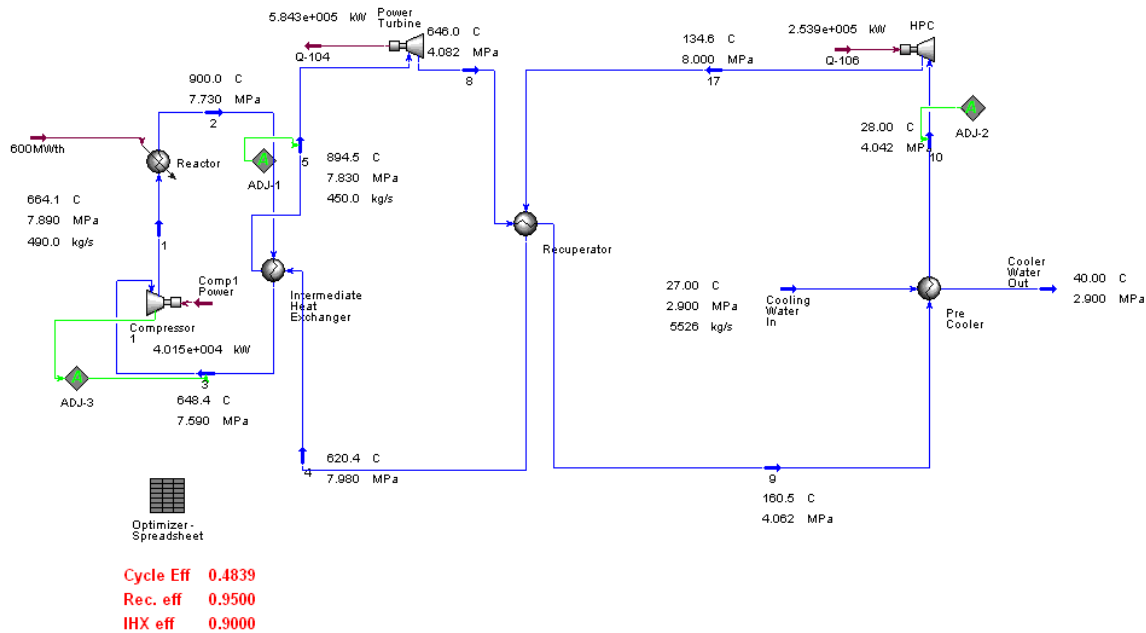 5.843e+005 kW
Power
Turbine
Q-104
646.0 C
4.082 MPa
8
134.6 C
8.000 MPa
17
2.539e+005 kW
Q-106
HPC
900.0 C
7.730 MPa
2
600MWth
Reactor
ADJ-1
5
894.5 C
7.830 MPa
450.0 kg/s
28.00 C
4.042 MPa
10
ADJ-2
664.1 C
7.890 MPa
490.0 kg/s
1
Recuperator
Comp1
Power
Compressor
1
Intermediate
Heat
Exchanger
27.00 C
2.900 MPa
5526 kg/s
Cooling
Water
In
Pre
Cooler
Cooler
Water
Out
40.00 C
2.900 MPa
4.015e+004 kW
3
ADJ-3
648.4 C
7.590 MPa
4
620.4 C
7.980 MPa
9
160.5 C
4.062 MPa
Optimizer-
Spreadsheet
Cycle Eff 0.4839
Rec. eff 0.9500
IHX eff 0.9000